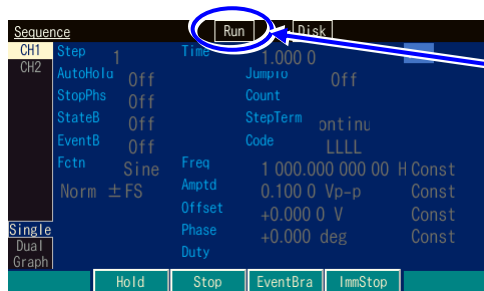 Sequence Run Disk
CH1 Step 1 Time 1.000 0
CH2 AutoHold Off JumpTo Off
StopPhs Off Count
StateB Off StepTerm ontinu
EventB Off Code LLLL
Fctn Sine Freq 1 000.000 000 00 H Const
Norm ±FS Amptd 0.100 0 Vp-p Const
Offset +0.000 0 V Const
Single Phase +0.000 deg Const
Dual Duty
Graph
Hold Stop EventBra ImmStop